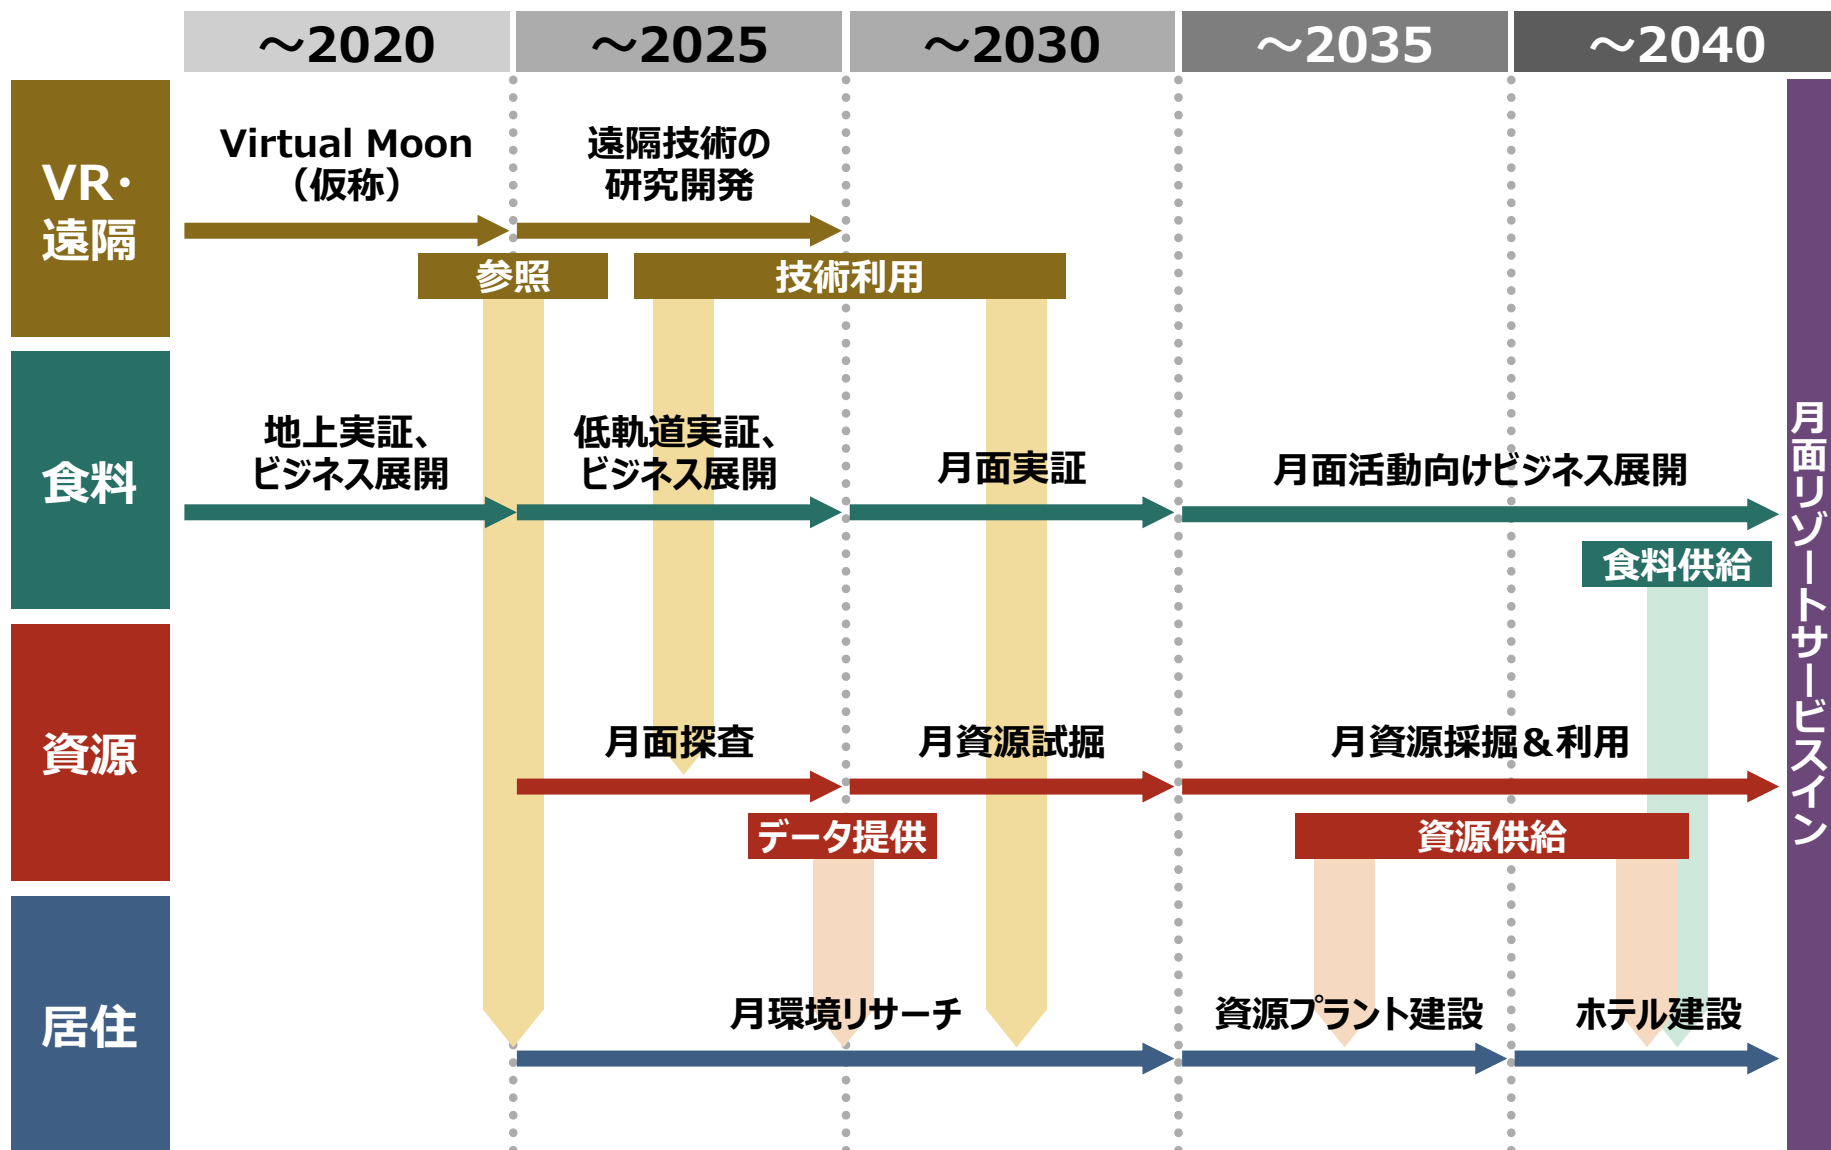 ～2020
～2025
～2030
～2035
～2040
VR・
遠隔
Virtual Moon
（仮称）
遠隔技術の
研究開発
参照
技術利用
食料
地上実証、
ビジネス展開
低軌道実証、
ビジネス展開
月面実証
月面活動向けビジネス展開
食料供給
資源
月面探査
月資源試掘
月資源採掘＆利用
データ提供
資源供給
居住
月環境リサーチ
資源プラント建設
ホテル建設
月面リゾートサービスイン